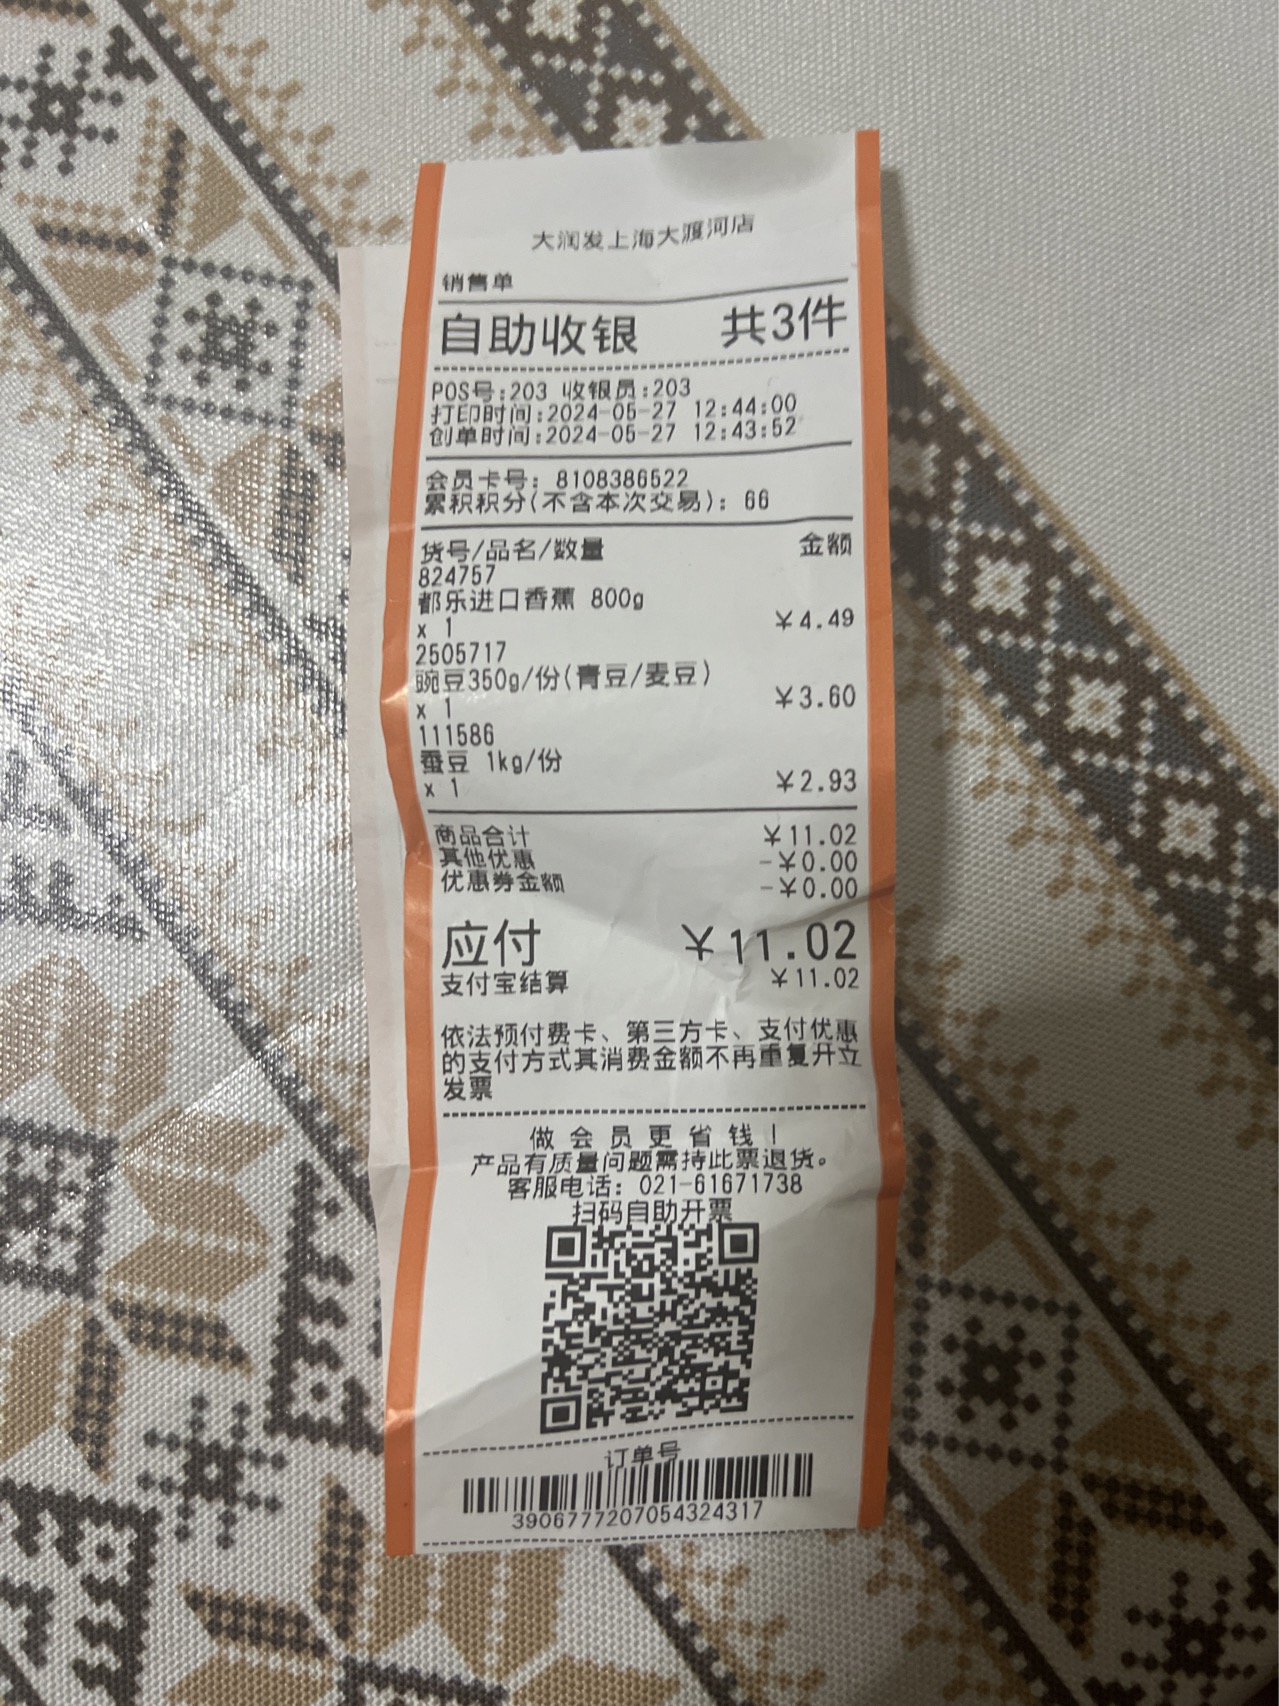 大润发上海大渡河店
销售单
自助收银 共3件
POS号:203 收银员:203
打印时间:2024-05-27 12:44:00
创单时间:2024-05-27 12:43:52
会员卡号: 8108386522
累积积分(不含本次交易): 66
货号/品名/数量 金额
824757
都乐进口香蕉 800g
x 1 ¥4.49
2505717
豌豆350g/份(青豆/麦豆)
x 1 ¥3.60
111586
蚕豆 1kg/份
x 1 ¥2.93
商品合计 ¥11.02
其他优惠 -¥0.00
优惠券金额 -¥0.00
应付 ¥11.02
支付宝结算 ¥11.02
依法预付费卡、第三方卡、支付优惠
的支付方式其消费金额不再重复开立
发票
做会员更省钱!
产品有质量问题需持此票退货。
客服电话: 021-61671738
扫码自助开票
订单号
3906777207054324317